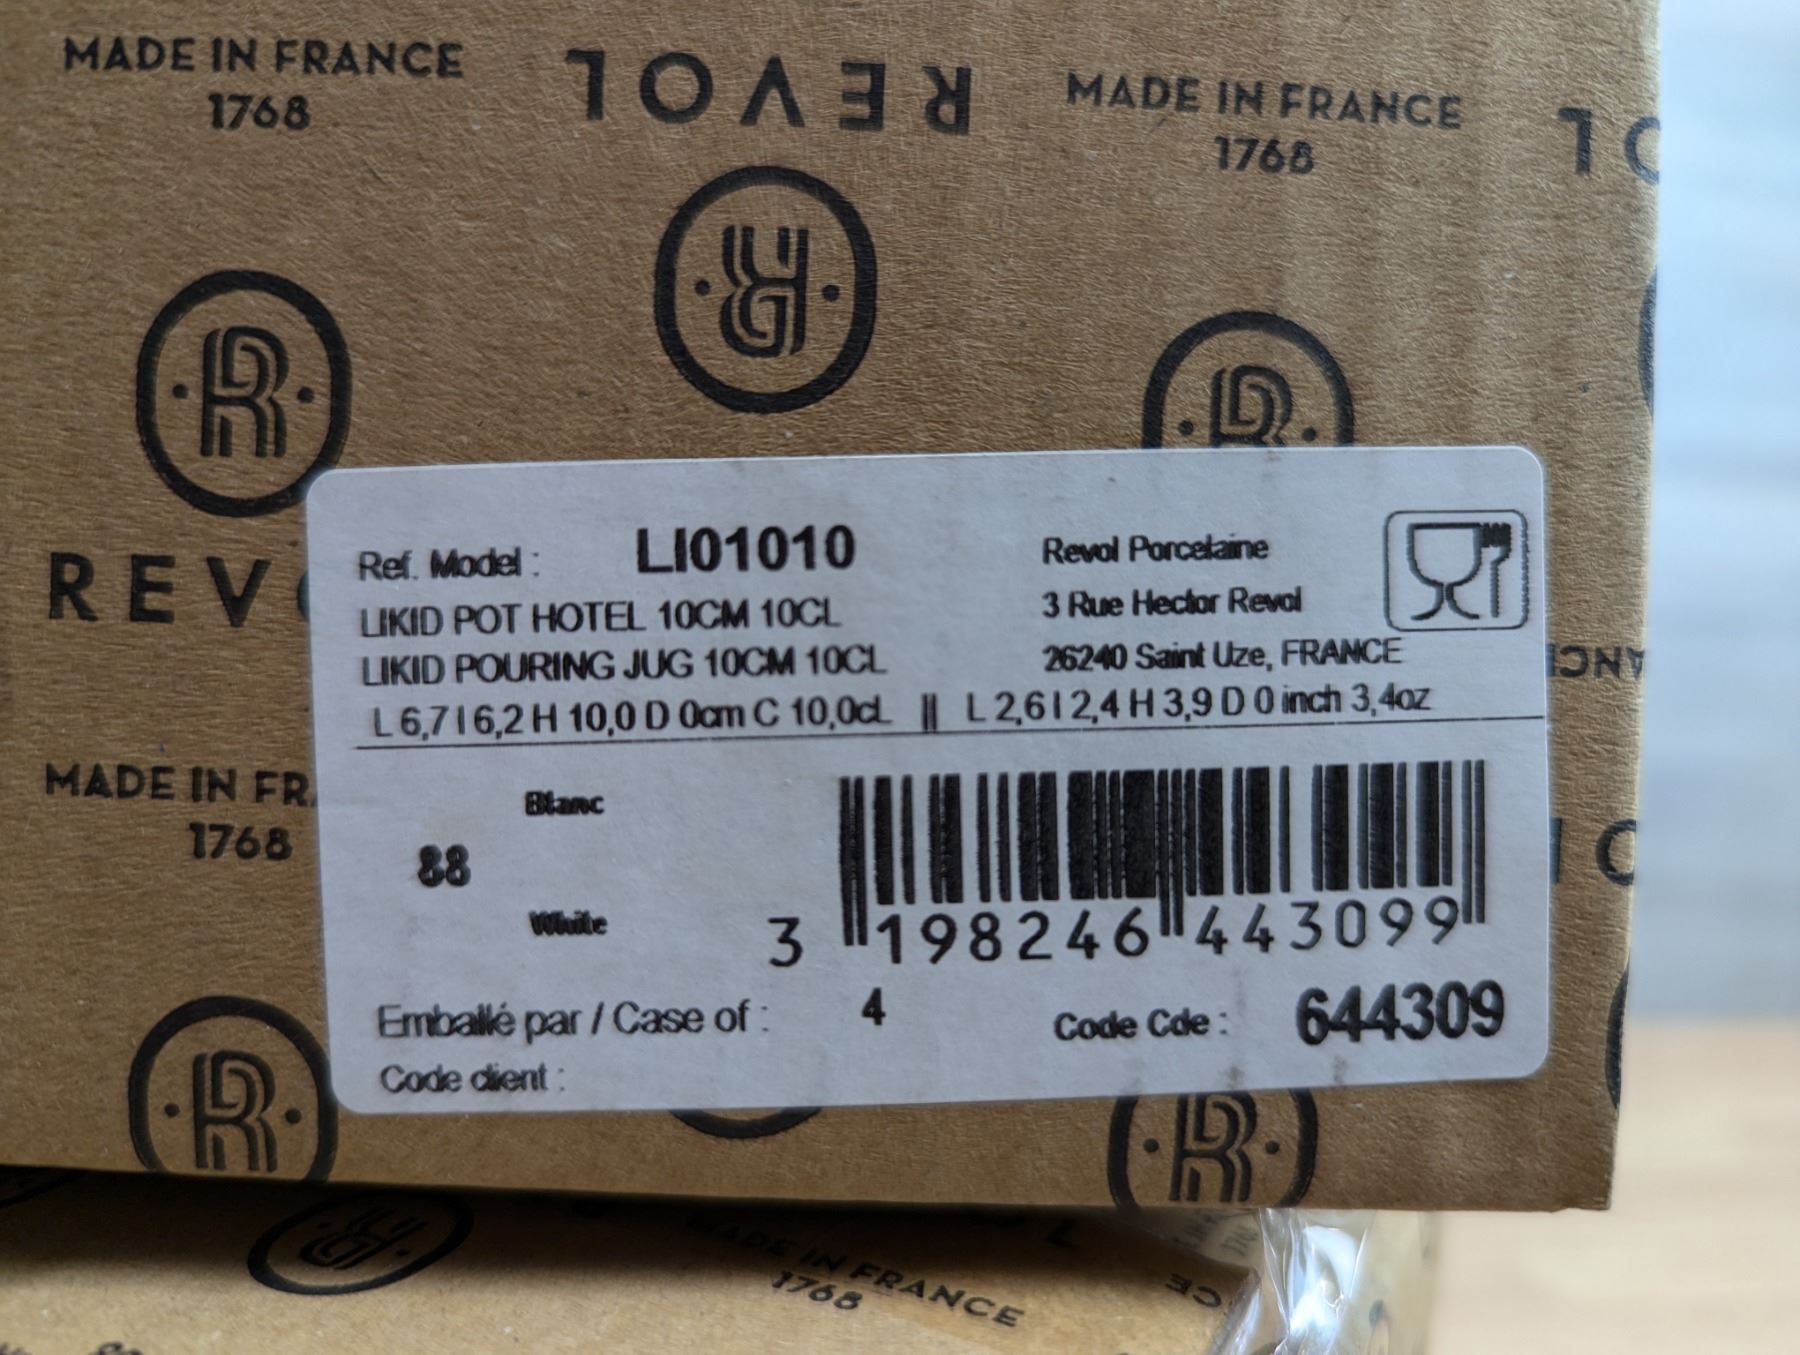 MADE IN FRANCE
1768
REVOL
MADE IN FRANCE
1768
OL
R
R
R
REV
Ref. Model : LI01010
LIKID POT HOTEL 10CM 10CL
LIKID POURING JUG 10CM 10CL
L 6,7 l 6,2 H 10,0 D 0cm C 10,0cL || L 2,6 l 2,4 H 3,9 D 0 inch 3,4oz
Revol Porcelaine
3 Rue Hector Revol
26240 Saint Uze, FRANCE
ANC
MADE IN FR
1768
Blanc
88
White
3 198246 443099
Emballé par / Case of : 4
Code Cde : 644309
Code client :
R
R
R
MADE IN FRANCE
1768
CE